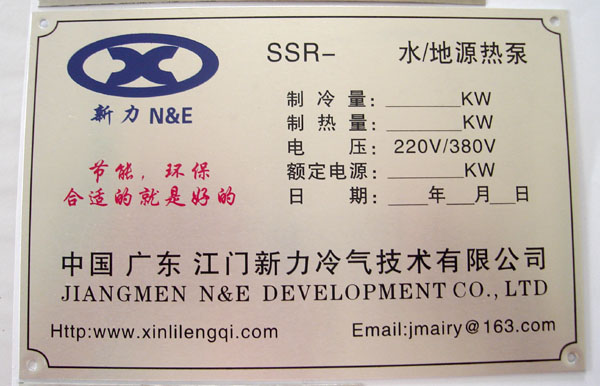 SSR- 水/地源热泵
新力 N&E
制冷量：______KW
制热量：______KW
电压：220V/380V
额定电源：______KW
日期：___年___月__日
节能，环保
合适的就是好的
中国 广东 江门新力冷气技术有限公司
JIANGMEN N&E DEVELOPMENT CO., LTD
Http:www.xinlilengqi.com Email:jmairy@163.com